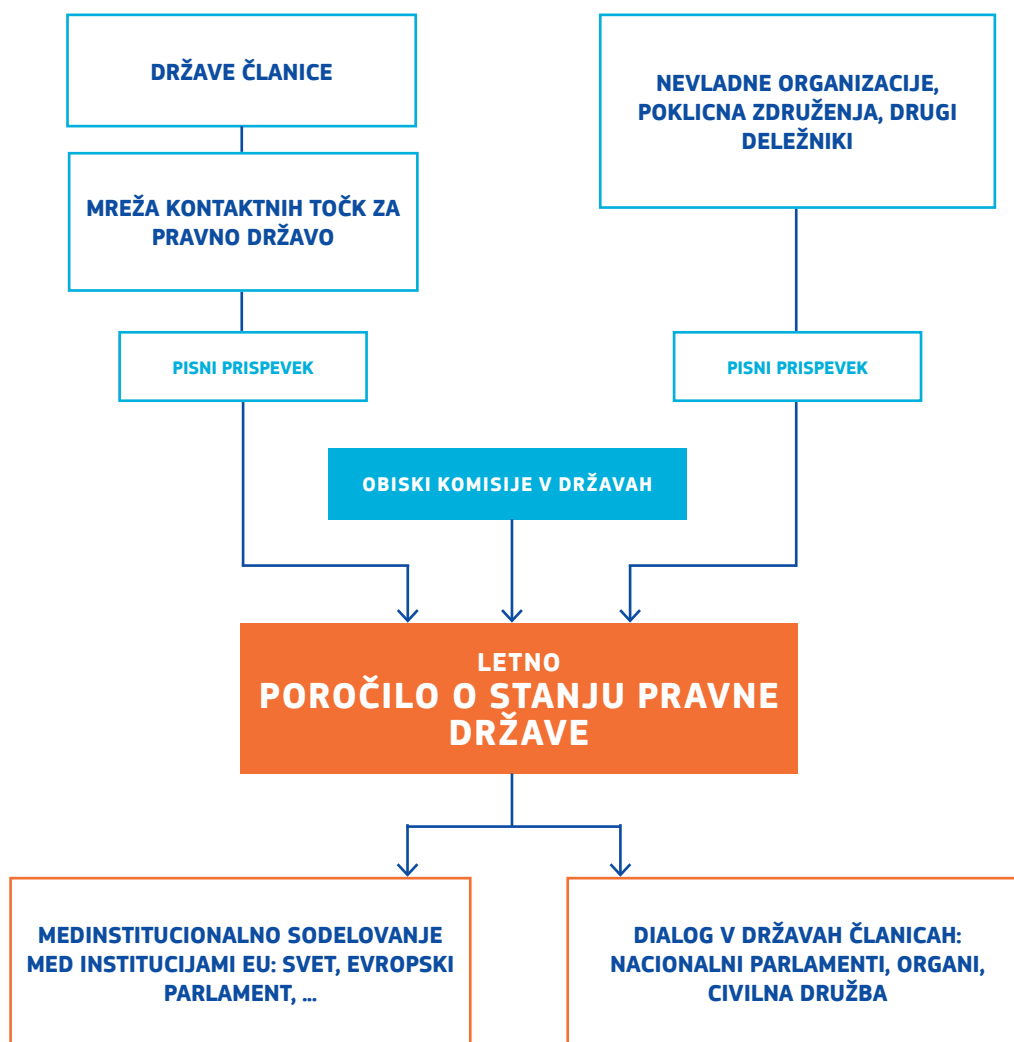 DRŽAVE ČLANICE
NEVLADNE ORGANIZACIJE,
POKLICNA ZDRUŽENJA, DRUGI
DELEŽNIKI
MREŽA KONTAKTNIH TOČK ZA
PRAVNO DRŽAVO
PISNI PRISPEVEK
PISNI PRISPEVEK
OBISKI KOMISIJE V DRŽAVAH
LETNO
POROČILO O STANJU PRAVNE
DRŽAVE
MEDINSTITUCIONALNO SODELOVANJE
MED INSTITUCIJAMI EU: SVET, EVROPSKI
PARLAMENT, ...
DIALOG V DRŽAVAH ČLANICAH:
NACIONALNI PARLAMENTI, ORGANI,
CIVILNA DRUŽBA